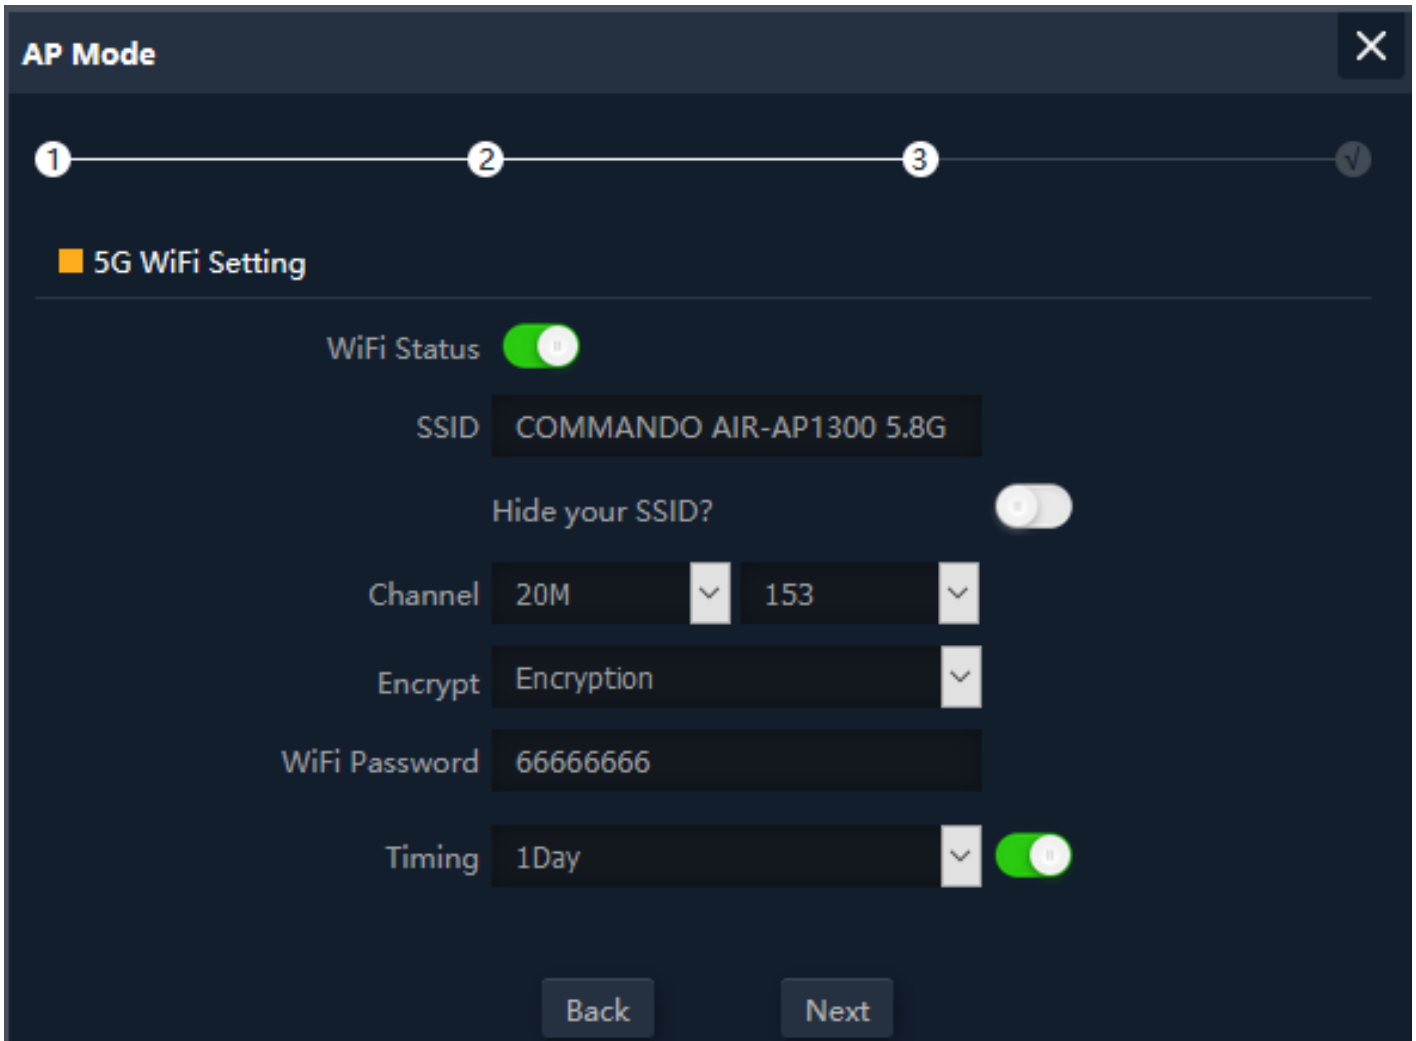 AP Mode
1 2 3 √
5G WiFi Setting
WiFi Status
SSID COMMANDO AIR-AP1300 5.8G
Hide your SSID?
Channel 20M 153
Encrypt Encryption
WiFi Password 66666666
Timing 1Day
Back Next